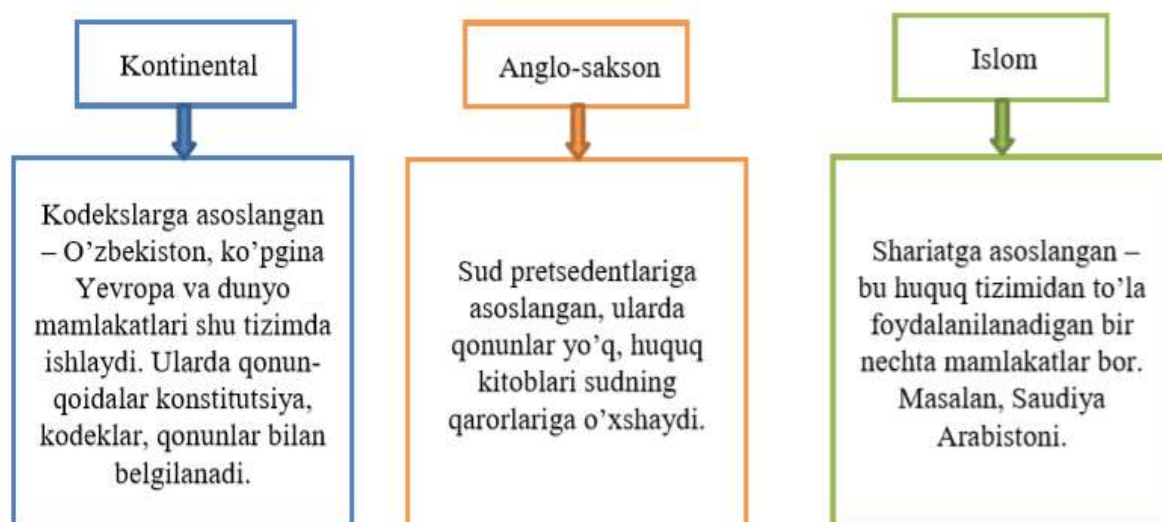 Kontinental
Kodekslarga asoslangan
– O’zbekiston, ko’pgina
Yevropa va dunyo
mamlakatlari shu tizimda
ishlaydi. Ularda qonun-
qoidalar konstitutsiya,
kodeklar, qonunlar bilan
belgilanadi.
Anglo-sakson
Sud pretsedentlariga
asoslangan, ularda
qonunlar yo’q, huquq
kitoblari sudning
qarorlariga o’xshaydi.
Islom
Shariatga asoslangan –
bu huquq tizimidan to’la
foydalanilanadigan bir
nechta mamlakatlar bor.
Masalan, Saudiya
Arabistoni.